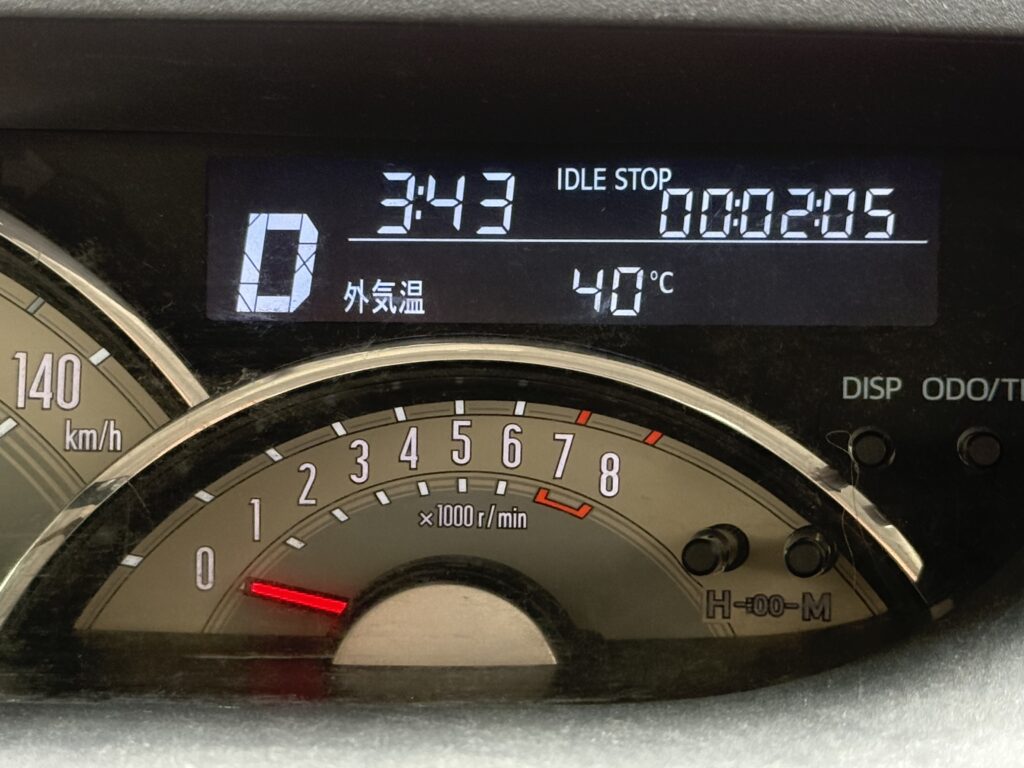 3:43 IDLE STOP 00:02:05
D
外気温 40℃
140
km/h
DISP ODO/T
0 1 2 3 4 5 6 7 8
×1000 r/min
H-:00-M